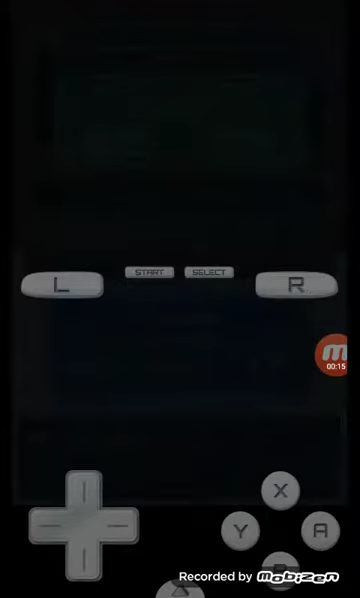 START SELECT
L R
m
00:15
X
Y A
B
Recorded by mobizen